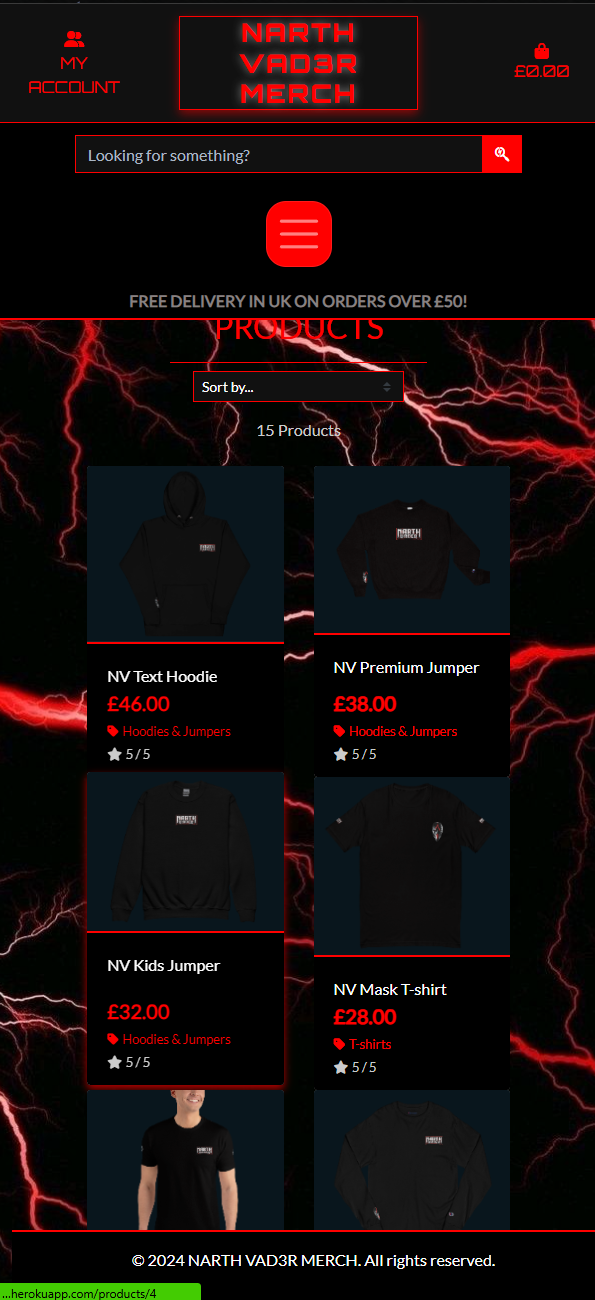 MY
ACCOUNT
NARTH
VAD3R
MERCH
£0.00
Looking for something?
FREE DELIVERY IN UK ON ORDERS OVER £50!
PRODUCTS
Sort by...
15 Products
NV Text Hoodie
£46.00
Hoodies & Jumpers
5 / 5
NARTH
NV Premium Jumper
£38.00
Hoodies & Jumpers
5 / 5
NARTH
NV Kids Jumper
£32.00
Hoodies & Jumpers
5 / 5
NV Mask T-shirt
£28.00
T-shirts
5 / 5
© 2024 NARTH VAD3R MERCH. All rights reserved.
...herokuapp.com/products/4